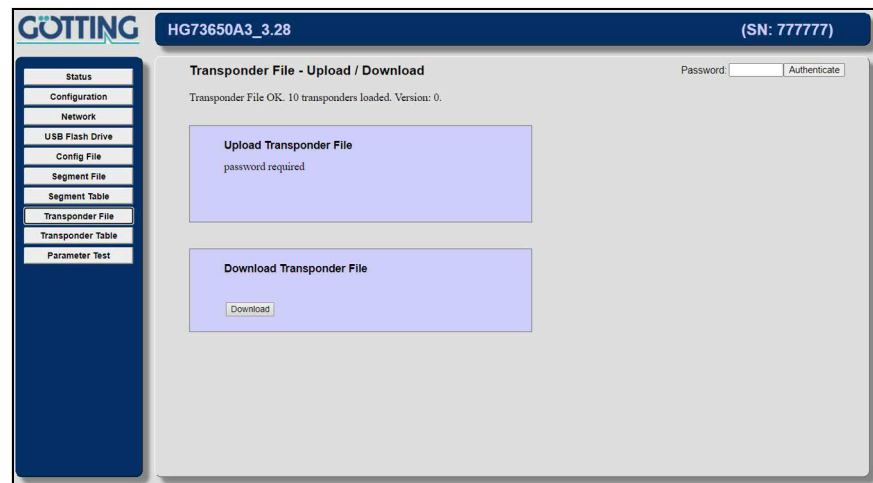 GÖTTING
HG73650A3_3.28 (SN: 777777)
Status
Configuration
Network
USB Flash Drive
Config File
Segment File
Segment Table
Transponder File
Transponder Table
Parameter Test
Transponder File - Upload / Download
Password: Authenticate
Transponder File OK. 10 transponders loaded. Version: 0.
Upload Transponder File
password required
Download Transponder File
Download